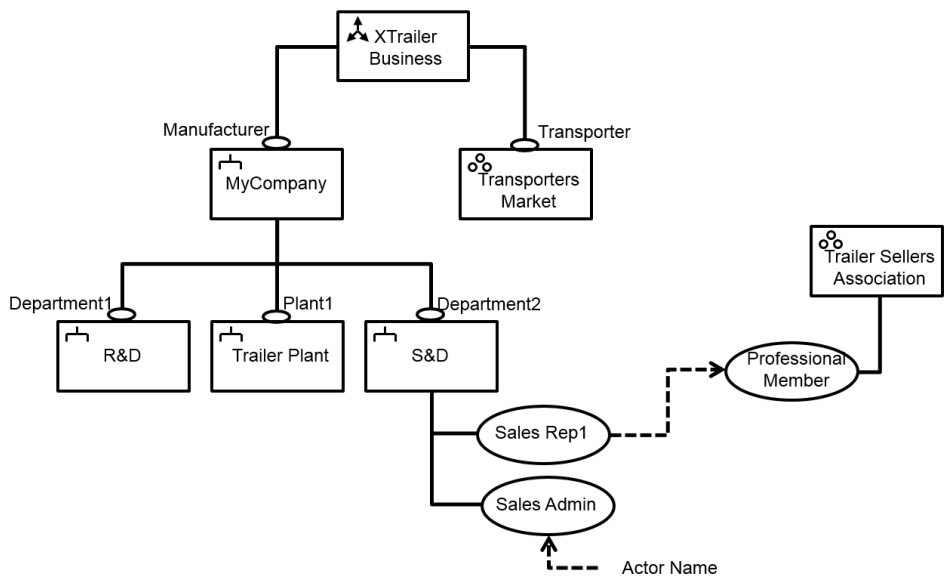 XTrailer
Business
Manufacturer
Transporter
MyCompany
Transporters
Market
Trailer Sellers
Association
Department1
Plant1
Department2
R&D
Trailer Plant
S&D
Professional
Member
Sales Rep1
Sales Admin
Actor Name